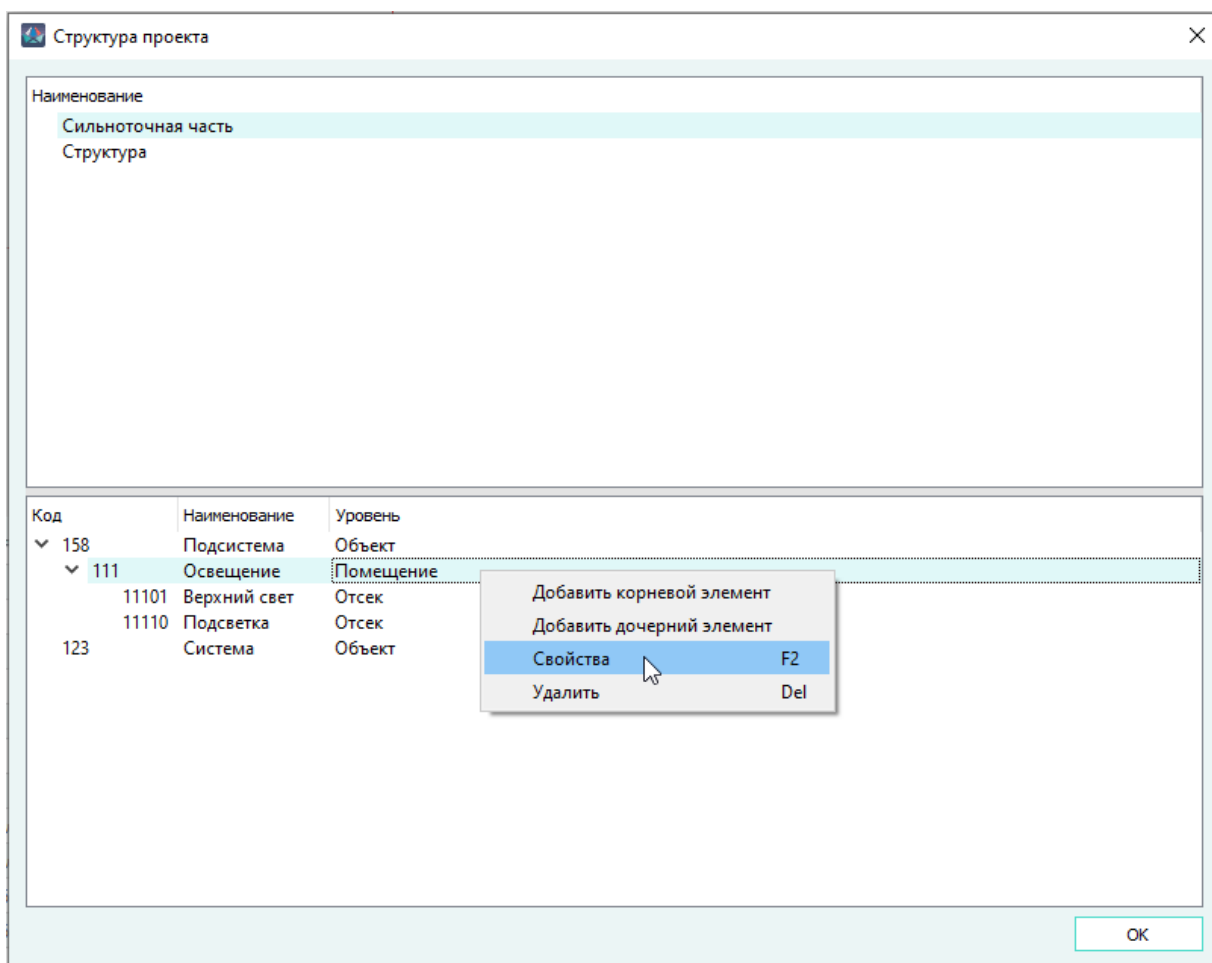 Структура проекта
Наименование
Сильноточная часть
Структура
Код Наименование Уровень
158 Подсистема Объект
111 Освещение Помещение
11101 Верхний свет Отсек
11110 Подсветка Отсек
123 Система Объект
Добавить корневой элемент
Добавить дочерний элемент
Свойства F2
Удалить Del
OK